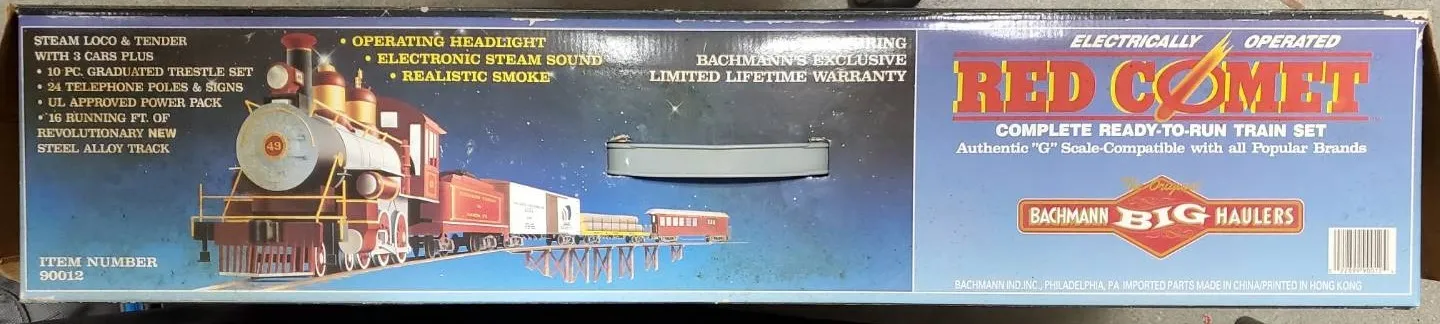 STEAM LOCO & TENDER
WITH 3 CARS PLUS
• 10 PC. GRADUATED TRESTLE SET
• 24 TELEPHONE POLES & SIGNS
• UL APPROVED POWER PACK
• 16 RUNNING FT. OF
REVOLUTIONARY NEW
STEEL ALLOY TRACK
ITEM NUMBER
90012
49
• OPERATING HEADLIGHT
• ELECTRONIC STEAM SOUND
• REALISTIC SMOKE
BACHMANN'S EXCLUSIVE
LIMITED LIFETIME WARRANTY
ELECTRICALLY OPERATED
RED COMET
COMPLETE READY-TO-RUN TRAIN SET
Authentic "G" Scale-Compatible with all Popular Brands
The Original
BACHMANN BIG HAULERS
BACHMANN IND.INC., PHILADELPHIA, PA IMPORTED PARTS MADE IN CHINA/PRINTED IN HONG KONG